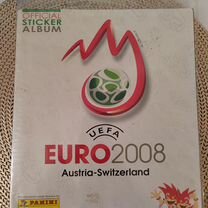 OFFICIAL
STICKER
ALBUM
UEFA
EURO2008
Austria-Switzerland
PANINI